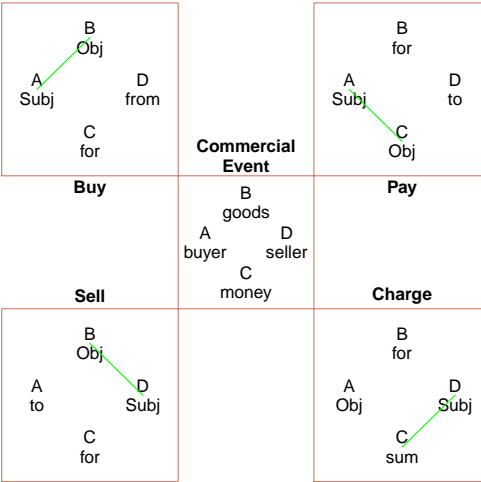 B
Obj
A
Subj
D
from
C
for
Buy
B
for
A
Subj
D
to
C
Obj
Pay
Commercial
Event
B
goods
A
buyer
D
seller
C
money
Sell
B
Obj
A
to
D
Subj
C
for
Charge
B
for
A
Obj
D
Subj
C
sum